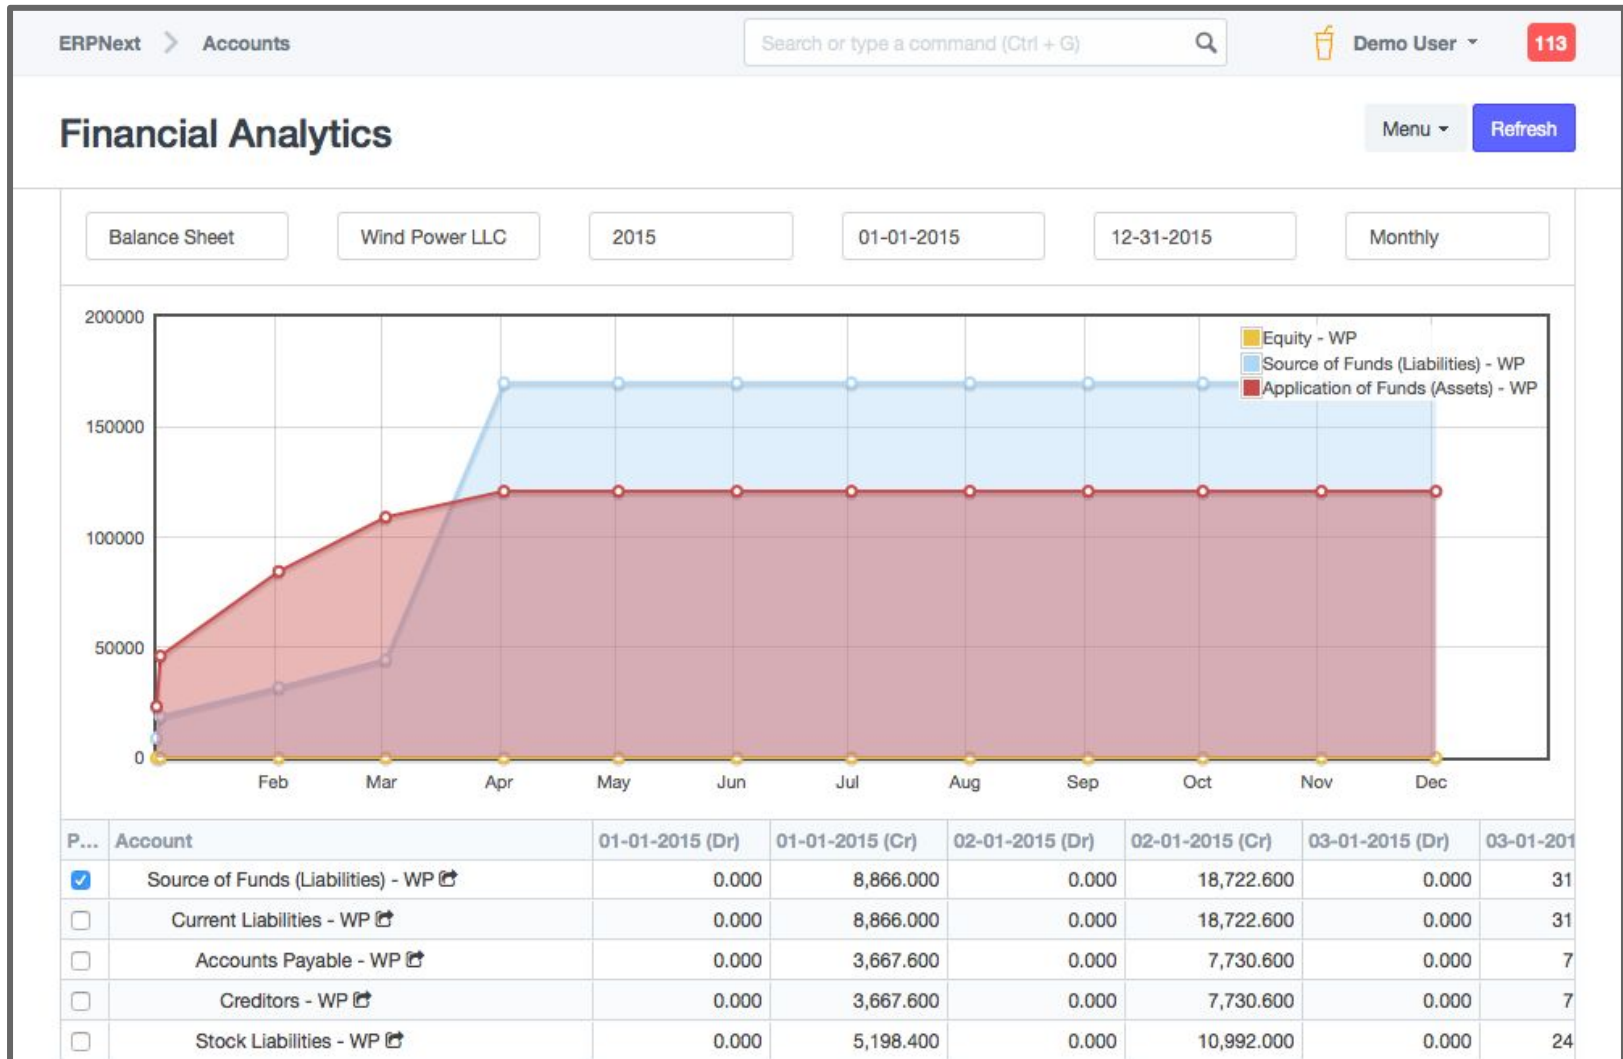 ERPNext Accounts Search or type a command (Ctrl + G) Demo User 113
Financial Analytics Menu Refresh
Balance Sheet Wind Power LLC 2015 01-01-2015 12-31-2015 Monthly
200000
Equity - WP
Source of Funds (Liabilities) - WP
Application of Funds (Assets) - WP
150000
100000
50000
0
Feb Mar Apr May Jun Jul Aug Sep Oct Nov Dec
P... Account 01-01-2015 (Dr) 01-01-2015 (Cr) 02-01-2015 (Dr) 02-01-2015 (Cr) 03-01-2015 (Dr) 03-01-201
Source of Funds (Liabilities) - WP 0.000 8,866.000 0.000 18,722.600 0.000 31
Current Liabilities - WP 0.000 8,866.000 0.000 18,722.600 0.000 31
Accounts Payable - WP 0.000 3,667.600 0.000 7,730.600 0.000 7
Creditors - WP 0.000 3,667.600 0.000 7,730.600 0.000 7
Stock Liabilities - WP 0.000 5,198.400 0.000 10,992.000 0.000 24